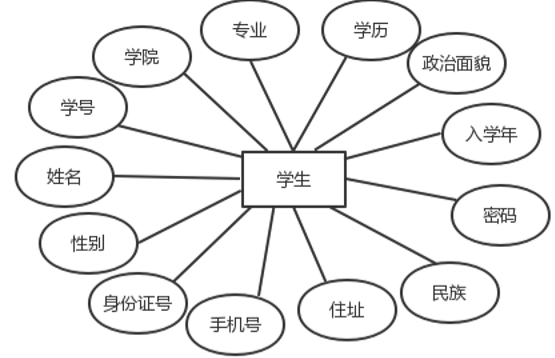 专业
学历
学院
政治面貌
学号
入学年
姓名
学生
密码
性别
身份证号
手机号
住址
民族